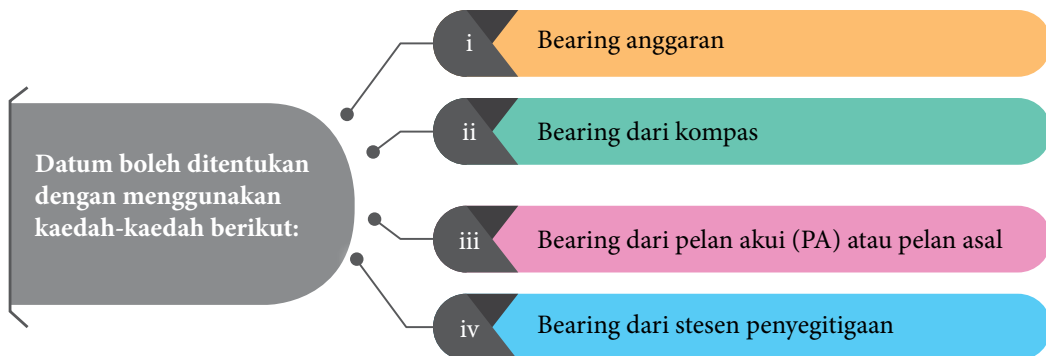 Datum boleh ditentukan
dengan menggunakan
kaedah-kaedah berikut:
i
Bearing anggaran
ii
Bearing dari kompas
iii
Bearing dari pelan akui (PA) atau pelan asal
iv
Bearing dari stesen penyegitigaan